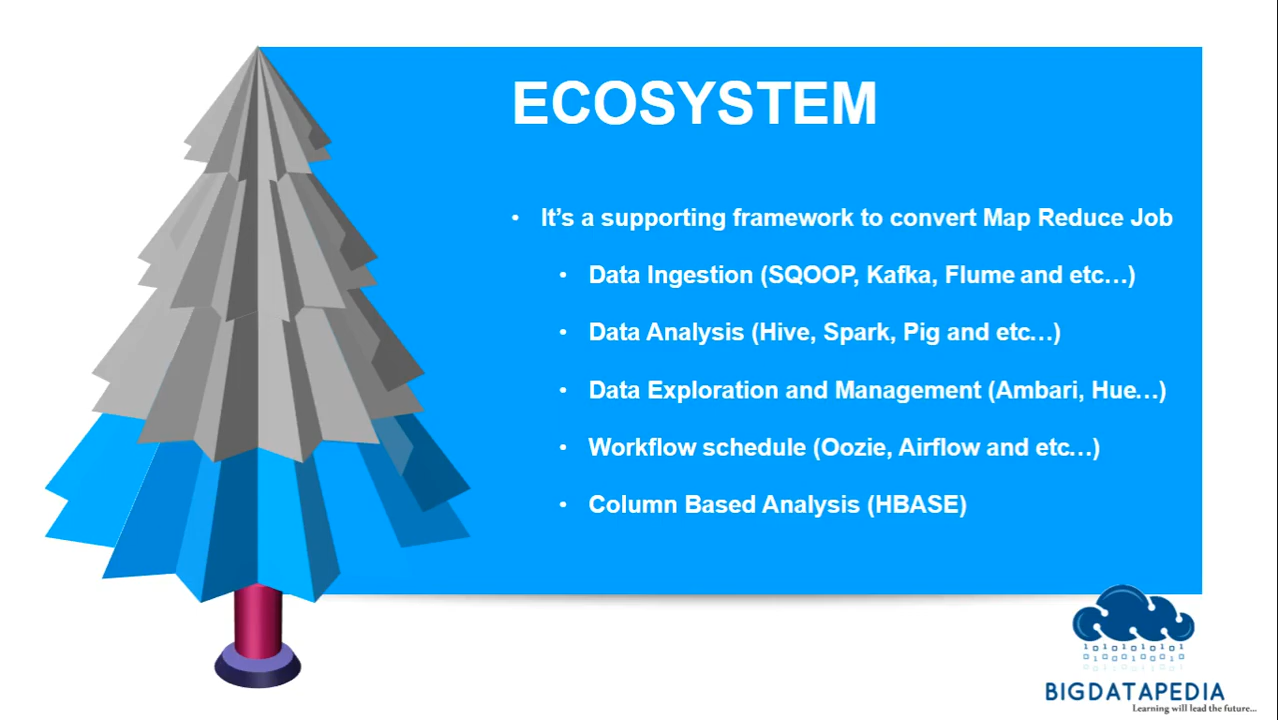 ECOSYSTEM
• It’s a supporting framework to convert Map Reduce Job
• Data Ingestion (SQOOP, Kafka, Flume and etc…)
• Data Analysis (Hive, Spark, Pig and etc…)
• Data Exploration and Management (Ambari, Hue…)
• Workflow schedule (Oozie, Airflow and etc…)
• Column Based Analysis (HBASE)
BIGDATAPEDIA
Learning will lead the future...